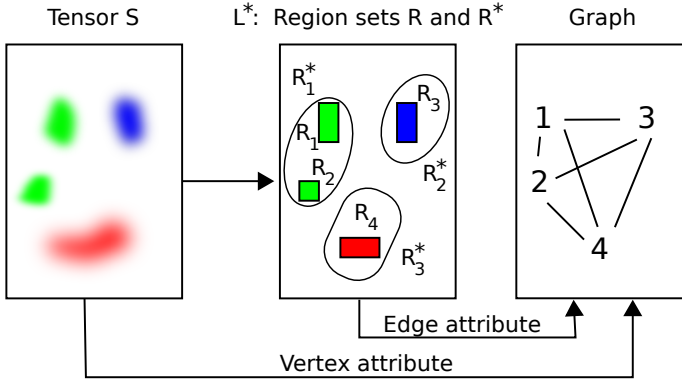 Tensor S
L*: Region sets R and R*
Graph
R1*
R1
R2
R3
R2*
R4
R3*
1
3
2
4
Edge attribute
Vertex attribute